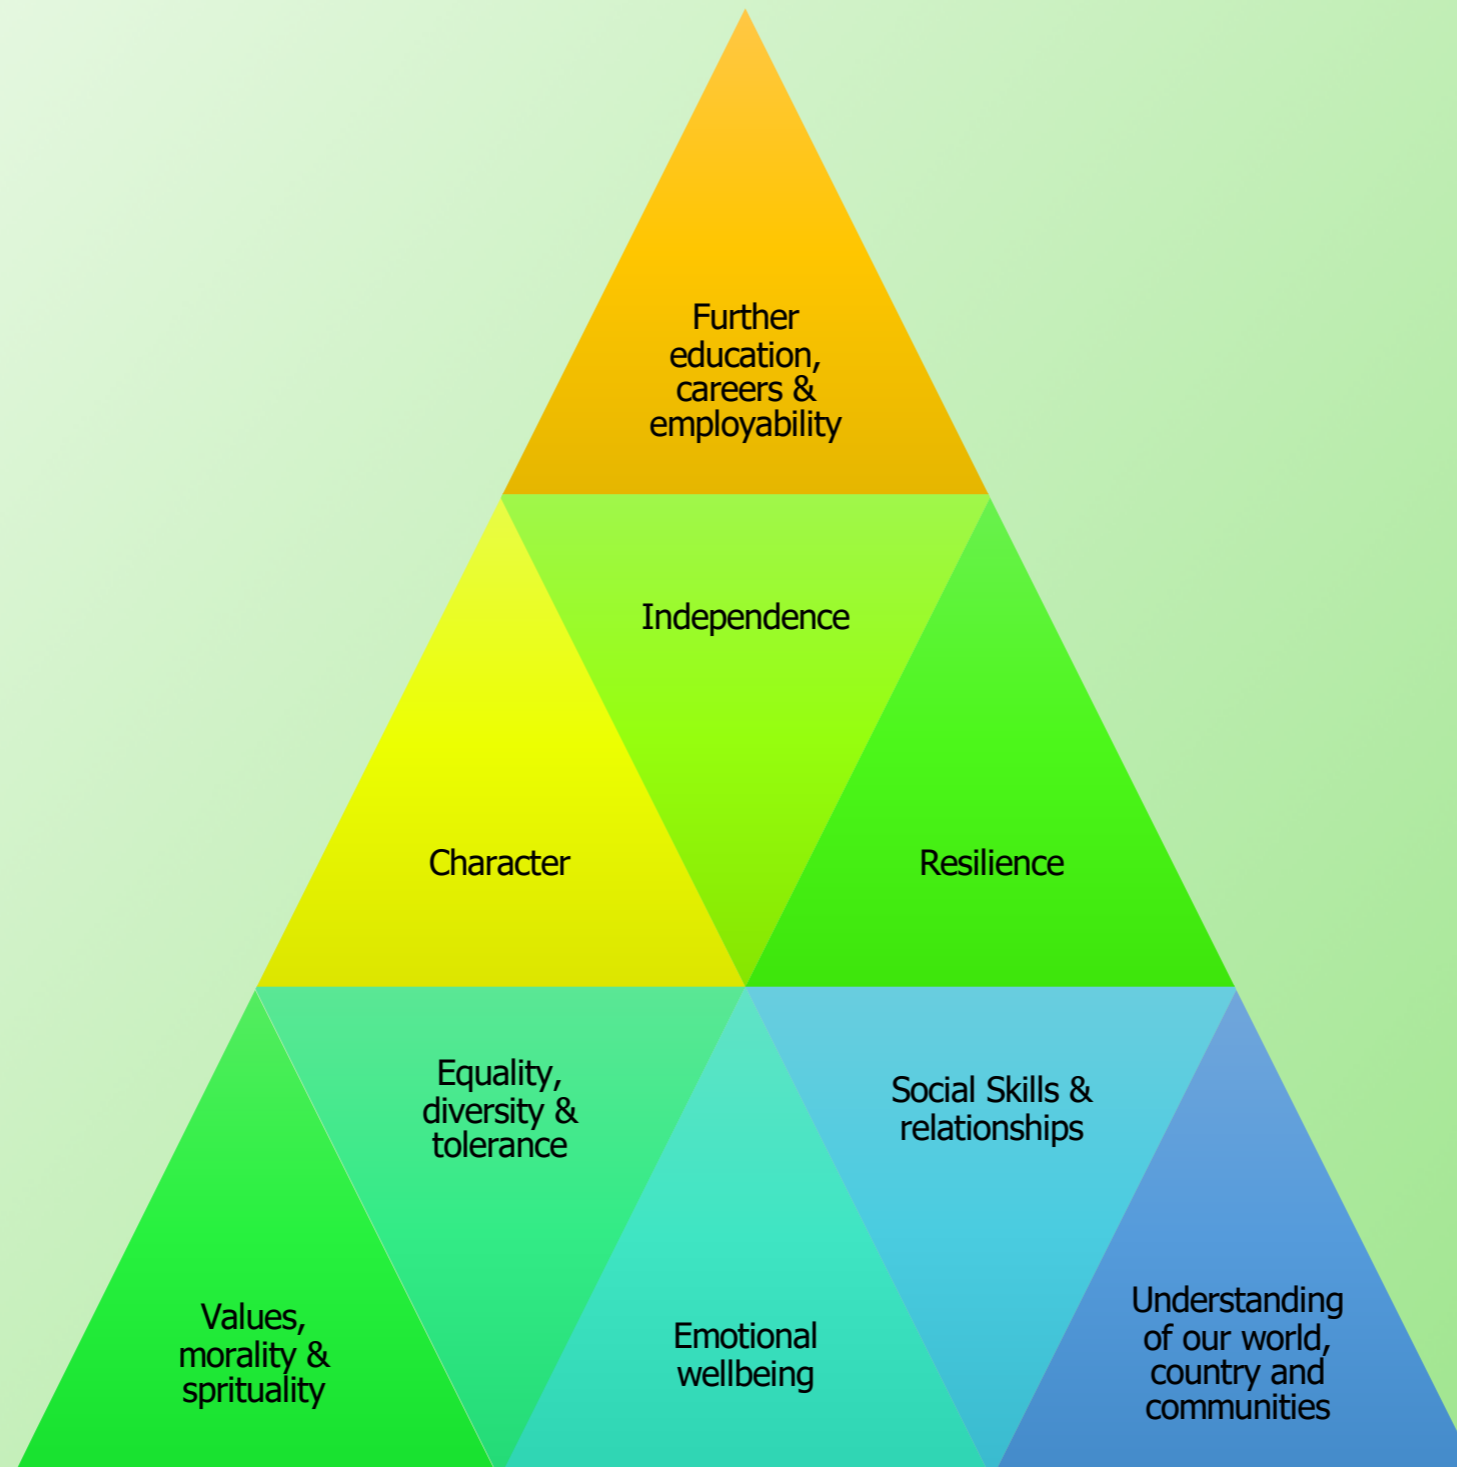 Further
education,
careers &
employability
Independence
Character
Resilience
Equality,
diversity &
tolerance
Social Skills &
relationships
Values,
morality &
sprituality
Emotional
wellbeing
Understanding
of our world,
country and
communities